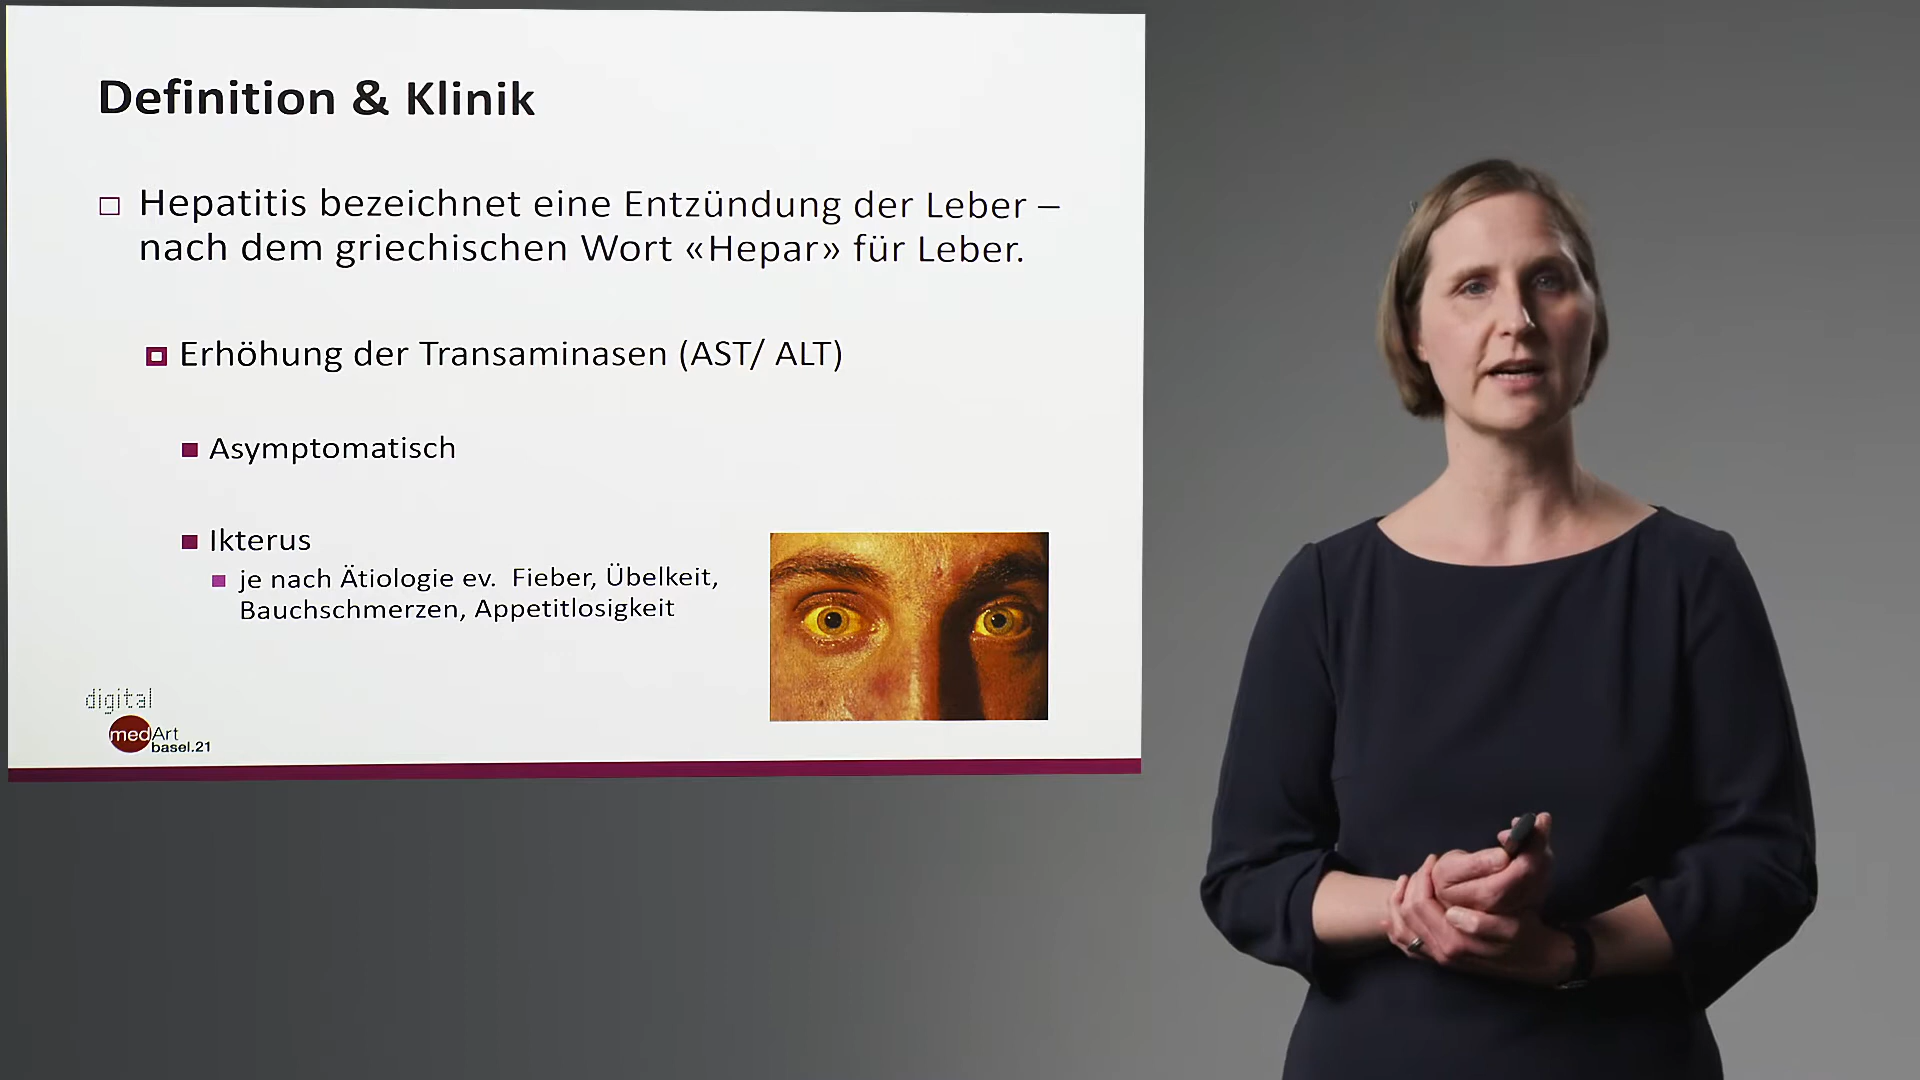 Definition & Klinik
Hepatitis bezeichnet eine Entzündung der Leber –
nach dem griechischen Wort «Hepar» für Leber.
Erhöhung der Transaminasen (AST/ ALT)
Asymptomatisch
Ikterus
je nach Ätiologie ev. Fieber, Übelkeit,
Bauchschmerzen, Appetitlosigkeit
digital
medArt
basel.21